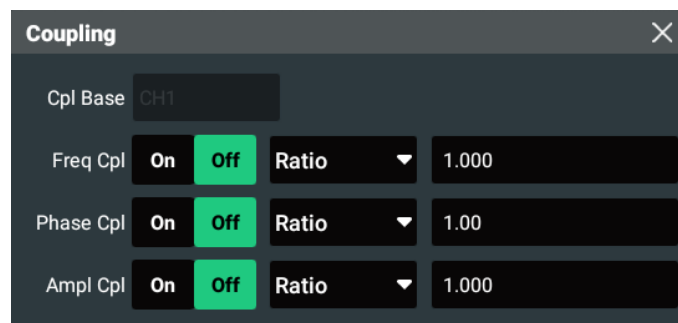 Coupling
Cpl Base CH1
Freq Cpl On Off Ratio 1.000
Phase Cpl On Off Ratio 1.00
Ampl Cpl On Off Ratio 1.000